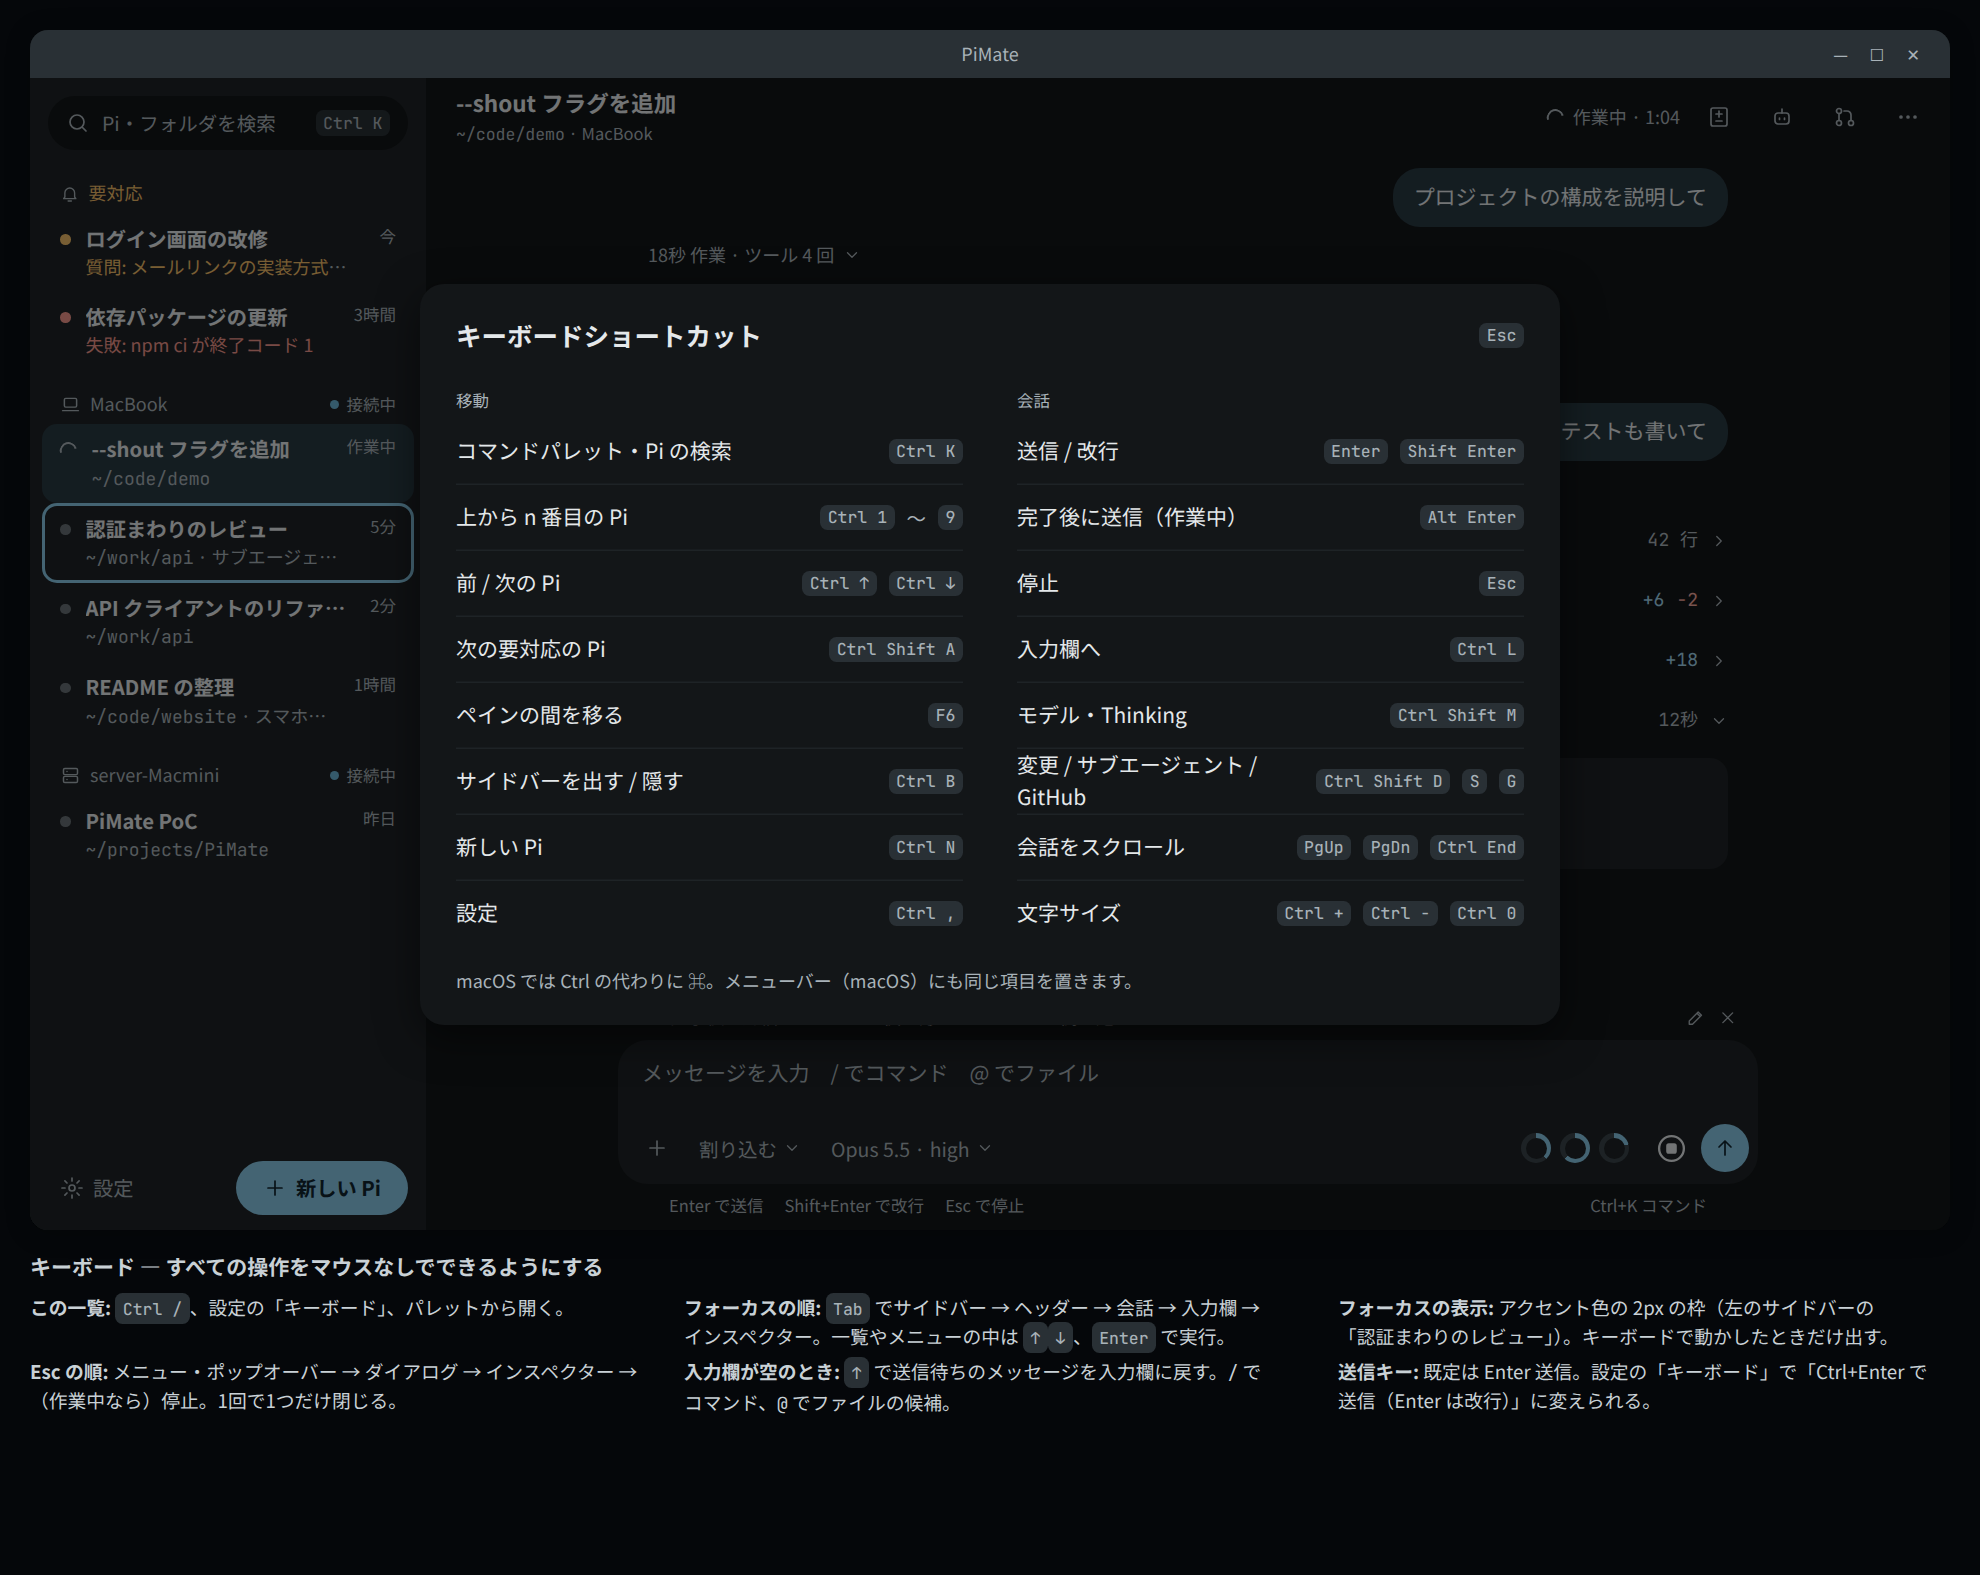 PiMate
Pi・フォルダを検索 Ctrl K
要対応
ログイン画面の改修 今
質問: メールリンクの実装方式…
依存パッケージの更新 3時間
失敗: npm ci が終了コード 1
MacBook 接続中
--shout フラグを追加 作業中
~/code/demo
認証まわりのレビュー 5分
~/work/api · サブエージェ…
API クライアントのリファ… 2分
~/work/api
README の整理 1時間
~/code/website · スマホ…
server-Macmini 接続中
PiMate PoC 昨日
~/projects/PiMate
設定
新しい Pi
--shout フラグを追加
~/code/demo · MacBook
作業中 · 1:04
プロジェクトの構成を説明して
18秒 作業 · ツール 4 回
テストも書いて
42 行
+6 -2
+18
12秒
キーボードショートカット Esc
移動
コマンドパレット・Pi の検索 Ctrl K
上から n 番目の Pi Ctrl 1 〜 9
前 / 次の Pi Ctrl ↑ Ctrl ↓
次の要対応の Pi Ctrl Shift A
ペインの間を移る F6
サイドバーを出す / 隠す Ctrl B
新しい Pi Ctrl N
設定 Ctrl ,
会話
送信 / 改行 Enter Shift Enter
完了後に送信（作業中） Alt Enter
停止 Esc
入力欄へ Ctrl L
モデル・Thinking Ctrl Shift M
変更 / サブエージェント /
GitHub Ctrl Shift D S G
会話をスクロール PgUp PgDn Ctrl End
文字サイズ Ctrl + Ctrl - Ctrl 0
macOS では Ctrl の代わりに ⌘。メニューバー（macOS）にも同じ項目を置きます。
メッセージを入力 / でコマンド @ でファイル
割り込む Opus 5.5 · high
Enter で送信 Shift+Enter で改行 Esc で停止 Ctrl+K コマンド
キーボード — すべての操作をマウスなしでできるようにする
この一覧: Ctrl / 、設定の「キーボード」、パレットから開く。
フォーカスの順: Tab でサイドバー → ヘッダー → 会話 → 入力欄 →
インスペクター。一覧やメニューの中は ↑ ↓ 、 Enter で実行。
フォーカスの表示: アクセント色の 2px の枠（左のサイドバーの
「認証まわりのレビュー」）。キーボードで動かしたときだけ出す。
Esc の順: メニュー・ポップオーバー → ダイアログ → インスペクター →
（作業中なら）停止。1回で1つだけ閉じる。
入力欄が空のとき: ↑ で送信待ちのメッセージを入力欄に戻す。/ で
コマンド、@ でファイルの候補。
送信キー: 既定は Enter 送信。設定の「キーボード」で「Ctrl+Enter で
送信（Enter は改行）」に変えられる。